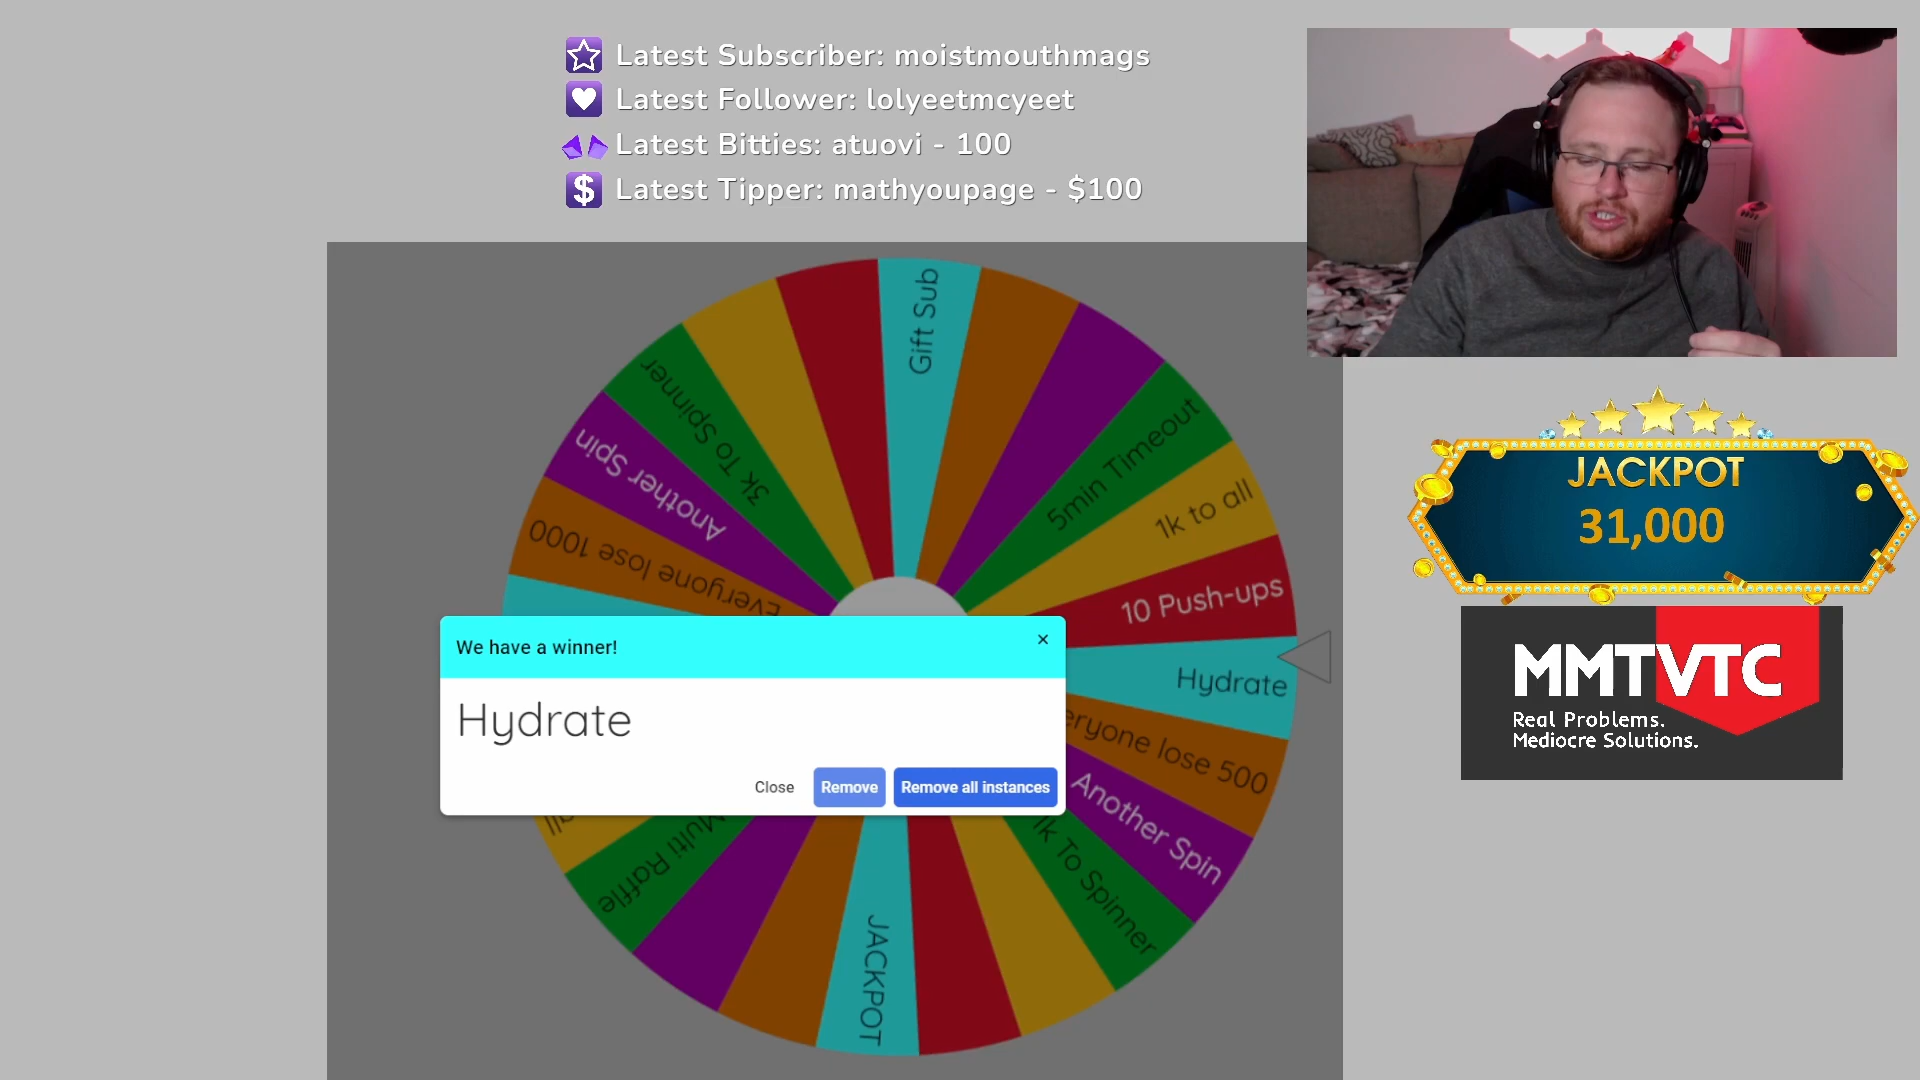 Latest Subscriber: moistmouthmags
Latest Follower: lolyeetmcyeet
Latest Bitties: atuovi - 100
Latest Tipper: mathyoupage - $100
Gift Sub
5min Timeout
1k to all
10 Push-ups
Hydrate
eryone lose 500
Another Spin
1k To Spinner
JACKPOT
Multi Raffle
all
Everyone lose 1000
Another Spin
3k To Spinner
We have a winner!
×
Hydrate
Close
Remove
Remove all instances
JACKPOT
31,000
MMTVTC
Real Problems.
Mediocre Solutions.